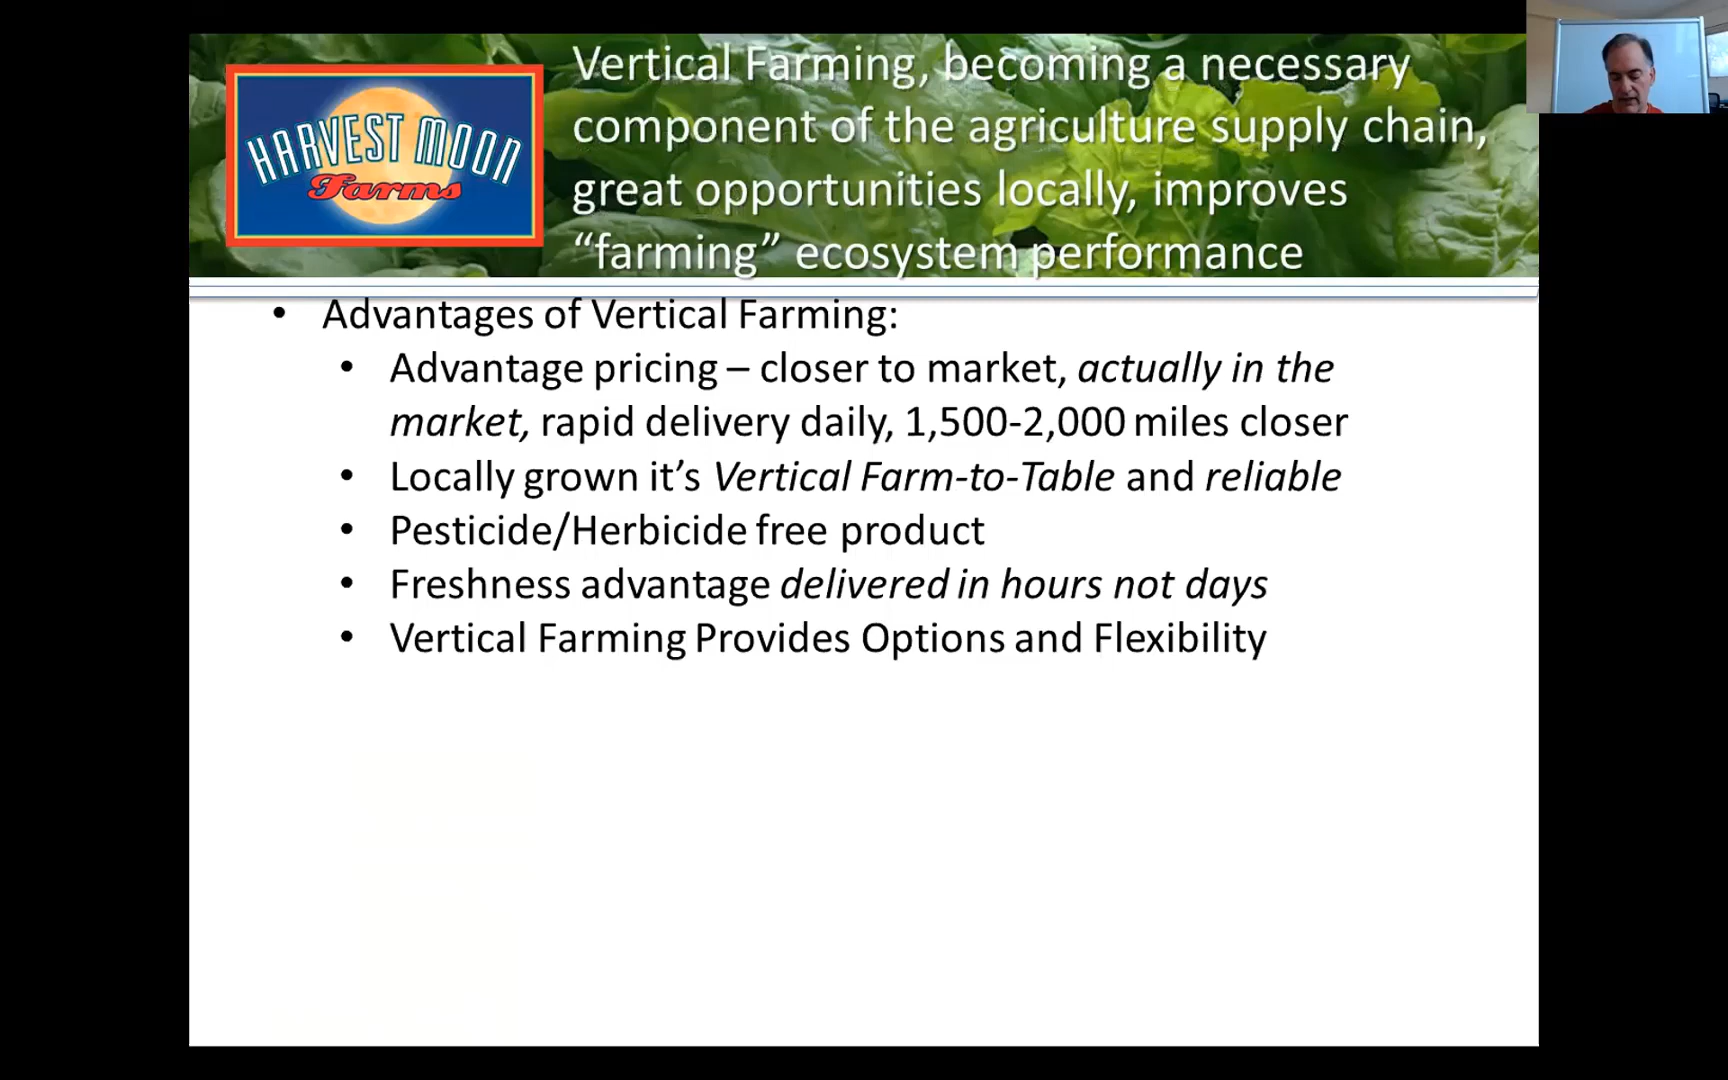 HARVEST MOON
Farms
Vertical Farming, becoming a necessary
component of the agriculture supply chain,
great opportunities locally, improves
“farming” ecosystem performance
• Advantages of Vertical Farming:
• Advantage pricing – closer to market, actually in the
market, rapid delivery daily, 1,500-2,000 miles closer
• Locally grown it’s Vertical Farm-to-Table and reliable
• Pesticide/Herbicide free product
• Freshness advantage delivered in hours not days
• Vertical Farming Provides Options and Flexibility